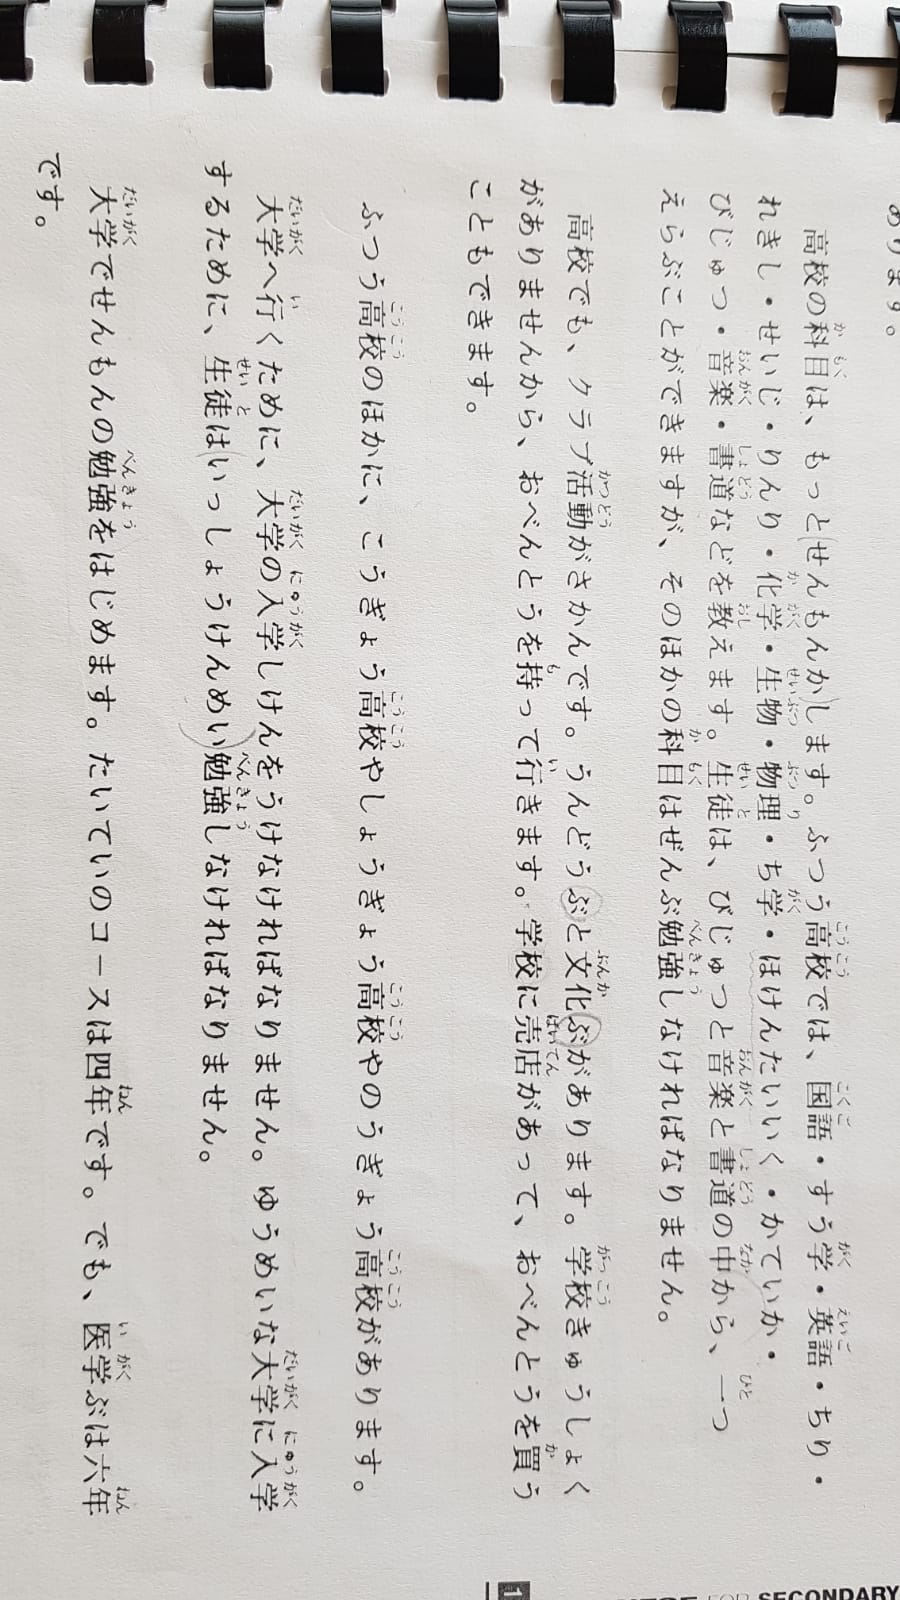 あります。
高校の科目は、もっとせんもんかします。ふつう高校では、国語・すう学・英語・ちり・
れきし・せいじ・りんり・化学・生物・物理・ち学・ほけんたいいく・かていか・
びじゅつ・音楽・書道などを教えます。生徒は、びじゅつと音楽と書道の中から、一つ
えらぶことができますが、そのほかの科目はぜんぶ勉強しなければなりません。
高校でも、クラブ活動がさかんです。うんどうぶと文化ぶがあります。学校きゅうしょく
がありませんから、おべんとうを持って行きます。学校に売店があって、おべんとうを買う
こともできます。
ふつう高校のほかに、こうぎょう高校やしょうぎょう高校やのうぎょう高校があります。
大学へ行くために、大学の入学しけんをうけなければなりません。ゆうめいな大学に入学
するために、生徒はいっしょうけんめい勉強しなければなりません。
大学でせんもんの勉強をはじめます。たいていのコースは四年です。でも、医学ぶは六年
です。
SECONDARY
1